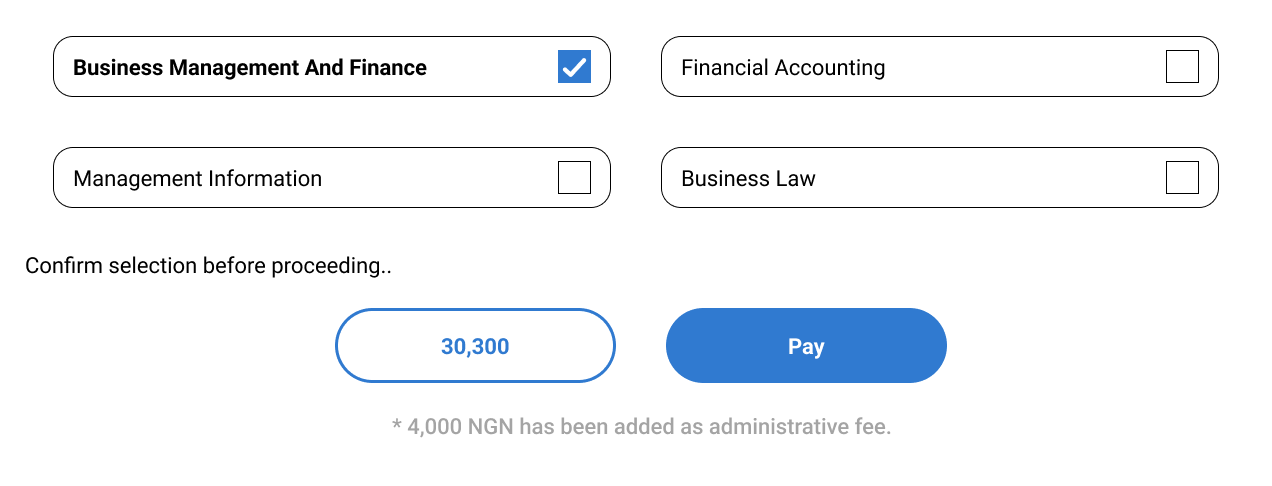 Business Management And Finance
Financial Accounting
Management Information
Business Law
Confirm selection before proceeding..
30,300
Pay
* 4,000 NGN has been added as administrative fee.